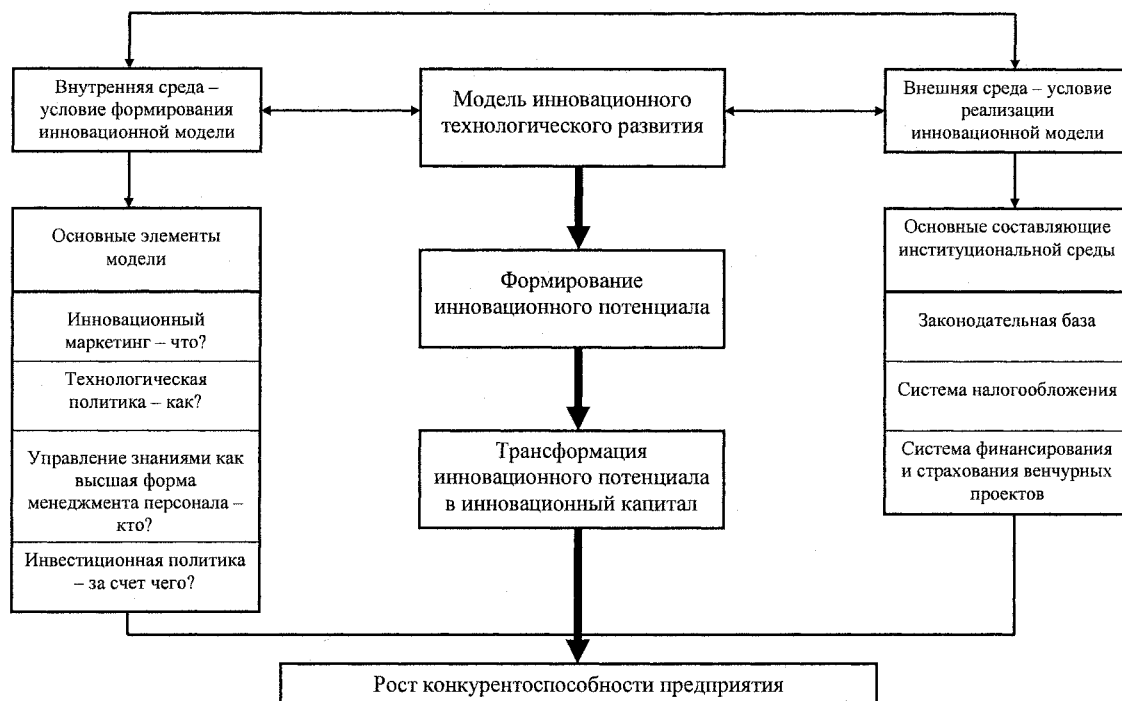 Внутренняя среда –
условие формирования
инновационной модели
Модель инновационного
технологического развития
Внешняя среда – условие
реализации
инновационной модели
Основные элементы
модели
Инновационный
маркетинг – что?
Технологическая
политика – как?
Управление знаниями как
высшая форма
менеджмента персонала –
кто?
Инвестиционная политика
– за счет чего?
Формирование
инновационного потенциала
Трансформация
инновационного потенциала
в инновационный капитал
Основные составляющие
институциональной среды
Законодательная база
Система налогообложения
Система финансирования
и страхования венчурных
проектов
Рост конкурентоспособности предприятия